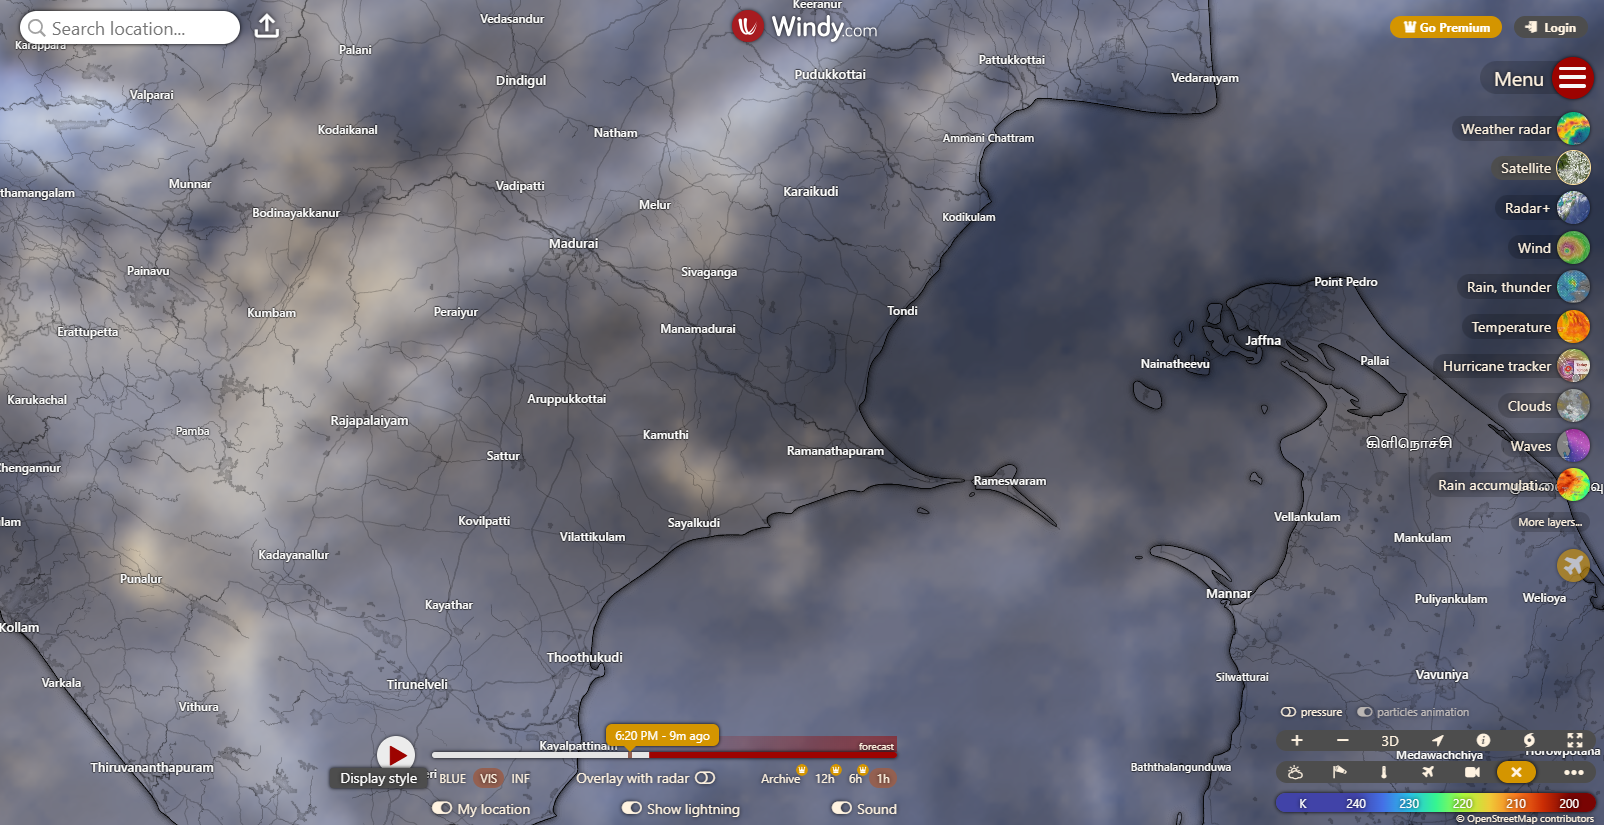 Search location...
Windy.com
Go Premium
Login
Menu
Weather radar
Satellite
Radar+
Wind
Rain, thunder
Temperature
Hurricane tracker
Clouds
Waves
Rain accumulati...
More layers...
Keeranur
Vedasandur
Karappara
Palani
Pattukkottai
Dindigul
Pudukkottai
Vedaranyam
Valparai
Kodaikanal
Natham
Ammani Chattram
Munnar
Vadipatti
Karaikudi
thamangalam
Melur
Bodinayakkanur
Kodikulam
Madurai
Painavu
Sivaganga
Point Pedro
Kumbam
Peraiyur
Tondi
Erattupetta
Manamadurai
Jaffna
Nainatheevu
Pallai
Karukachal
Aruppukkottai
Rajapalaiyam
Pamba
Kamuthi
கிளிநொச்சி
Sattur
Ramanathapuram
Chengannur
Rameswaram
Kovilpatti
Sayalkudi
Vellankulam
Vilattikulam
Mankulam
Kadayanallur
Punalur
Mannar
Puliyankulam
Welioya
Kayathar
Kollam
Thoothukudi
Varkala
Tirunelveli
Silwatturai
Vavuniya
Vithura
Kayalpattinam
Thiruvananthapuram
Baththalangunduwa
Medawachchiya
Horowpotana
6:20 PM - 9m ago
forecast
Display style
BLUE VIS INF
Overlay with radar
Archive 12h 6h 1h
My location
Show lightning
Sound
pressure
particles animation
3D
K 240 230 220 210 200
© OpenStreetMap contributors